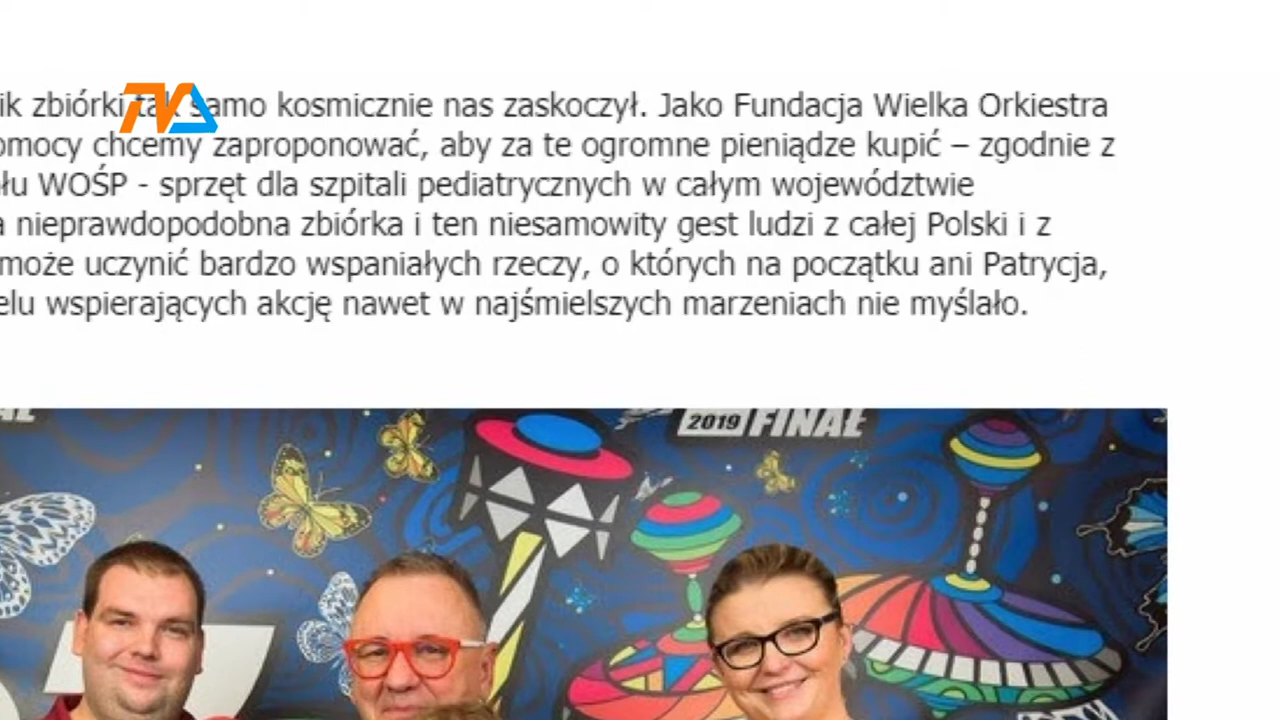 ik zbiórki tak samo kosmicznie nas zaskoczył. Jako Fundacja Wielka Orkiestra
omocy chcemy zaproponować, aby za te ogromne pieniądze kupić – zgodnie z
łu WOŚP - sprzęt dla szpitali pediatrycznych w całym województwie
a nieprawdopodobna zbiórka i ten niesamowity gest ludzi z całej Polski i z
może uczynić bardzo wspaniałych rzeczy, o których na początku ani Patrycja,
elu wspierających akcję nawet w najśmielszych marzeniach nie myślało.
2019 FINAŁ